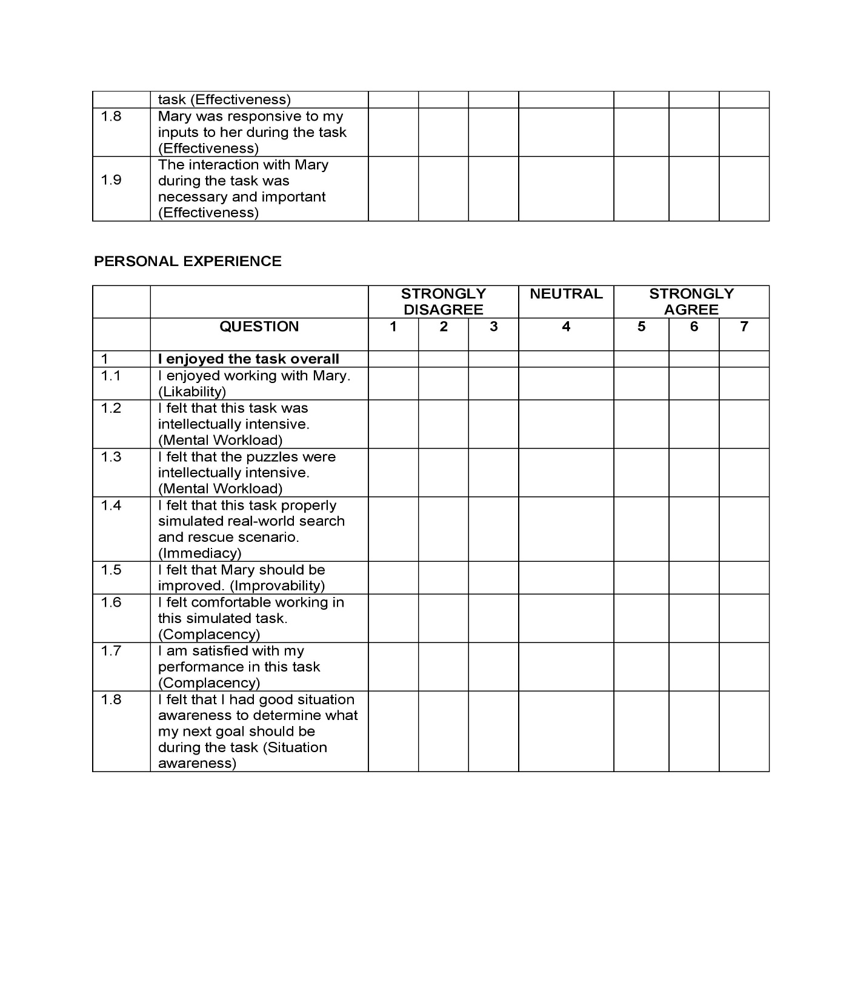 task (Effectiveness)
1.8 Mary was responsive to my
inputs to her during the task
(Effectiveness)
The interaction with Mary
1.9 during the task was
necessary and important
(Effectiveness)
PERSONAL EXPERIENCE
STRONGLY NEUTRAL STRONGLY
DISAGREE AGREE
QUESTION 1 2 3 4 5 6 7
1 I enjoyed the task overall
1.1 I enjoyed working with Mary.
(Likability)
1.2 I felt that this task was
intellectually intensive.
(Mental Workload)
1.3 I felt that the puzzles were
intellectually intensive.
(Mental Workload)
1.4 I felt that this task properly
simulated real-world search
and rescue scenario.
(Immediacy)
1.5 I felt that Mary should be
improved. (Improvability)
1.6 I felt comfortable working in
this simulated task.
(Complacency)
1.7 I am satisfied with my
performance in this task
(Complacency)
1.8 I felt that I had good situation
awareness to determine what
my next goal should be
during the task (Situation
awareness)